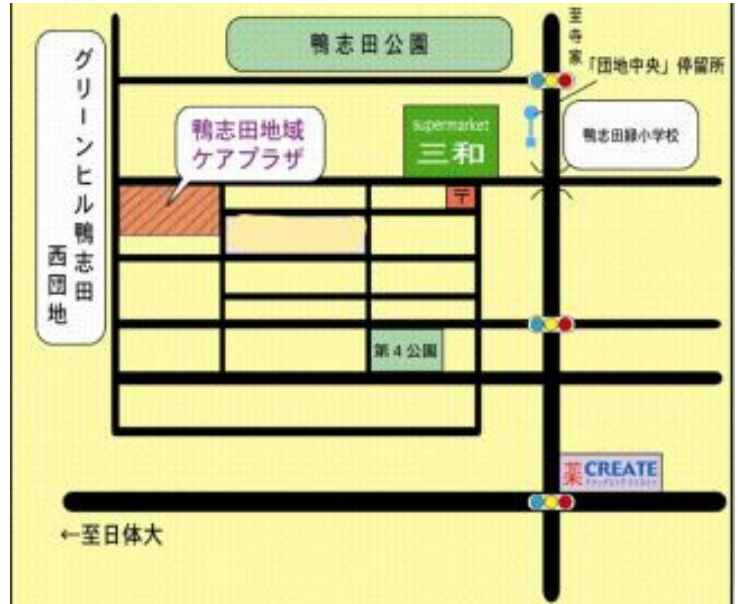 鴨志田公園
至寺家
「団地中央」停留所
グリーンヒル鴨志田
西団地
鴨志田地域
ケアプラザ
supermarket
三和
鴨志田緑小学校
〒
第4公園
薬 CREATE
←至日体大